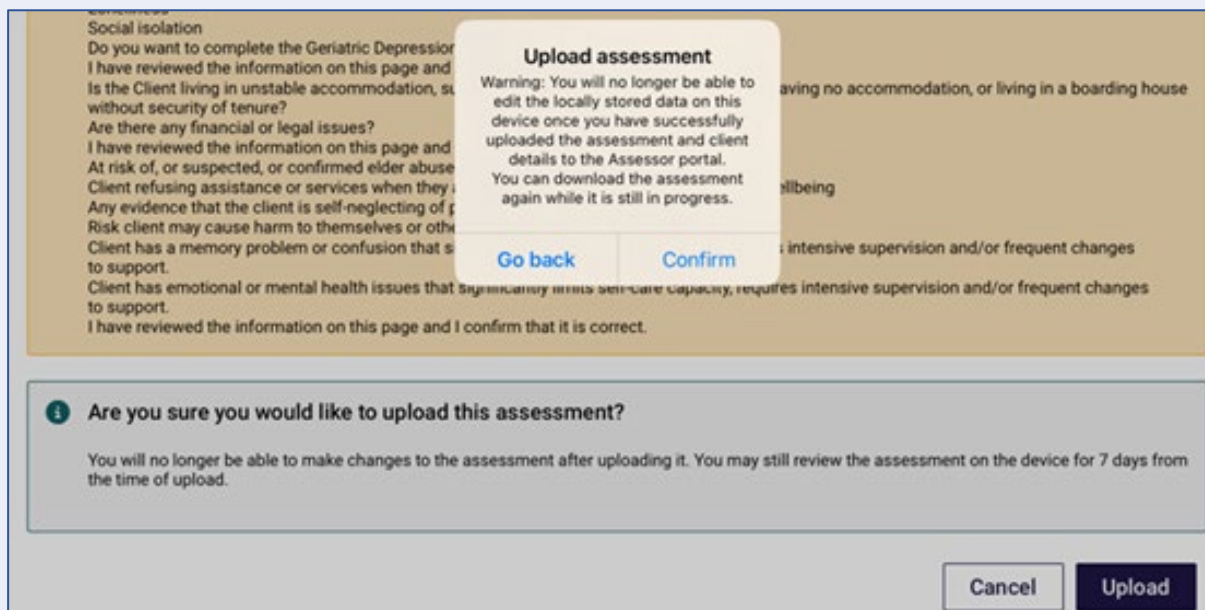 Social isolation
Do you want to complete the Geriatric Depression
I have reviewed the information on this page and
Is the Client living in unstable accommodation, su
aving no accommodation, or living in a boarding house
without security of tenure?
Are there any financial or legal issues?
I have reviewed the information on this page and
At risk of, or suspected, or confirmed elder abuse
Client refusing assistance or services when they
llbeing
Any evidence that the client is self-neglecting of
Risk client may cause harm to themselves or othe
Client has a memory problem or confusion that s
intensive supervision and/or frequent changes
to support.
Client has emotional or mental health issues that significantly limits self-care capacity, requires intensive supervision and/or frequent changes
to support.
I have reviewed the information on this page and I confirm that it is correct.
Upload assessment
Warning: You will no longer be able to
edit the locally stored data on this
device once you have successfully
uploaded the assessment and client
details to the Assessor portal.
You can download the assessment
again while it is still in progress.
Go back
Confirm
Are you sure you would like to upload this assessment?
You will no longer be able to make changes to the assessment after uploading it. You may still review the assessment on the device for 7 days from
the time of upload.
Cancel
Upload